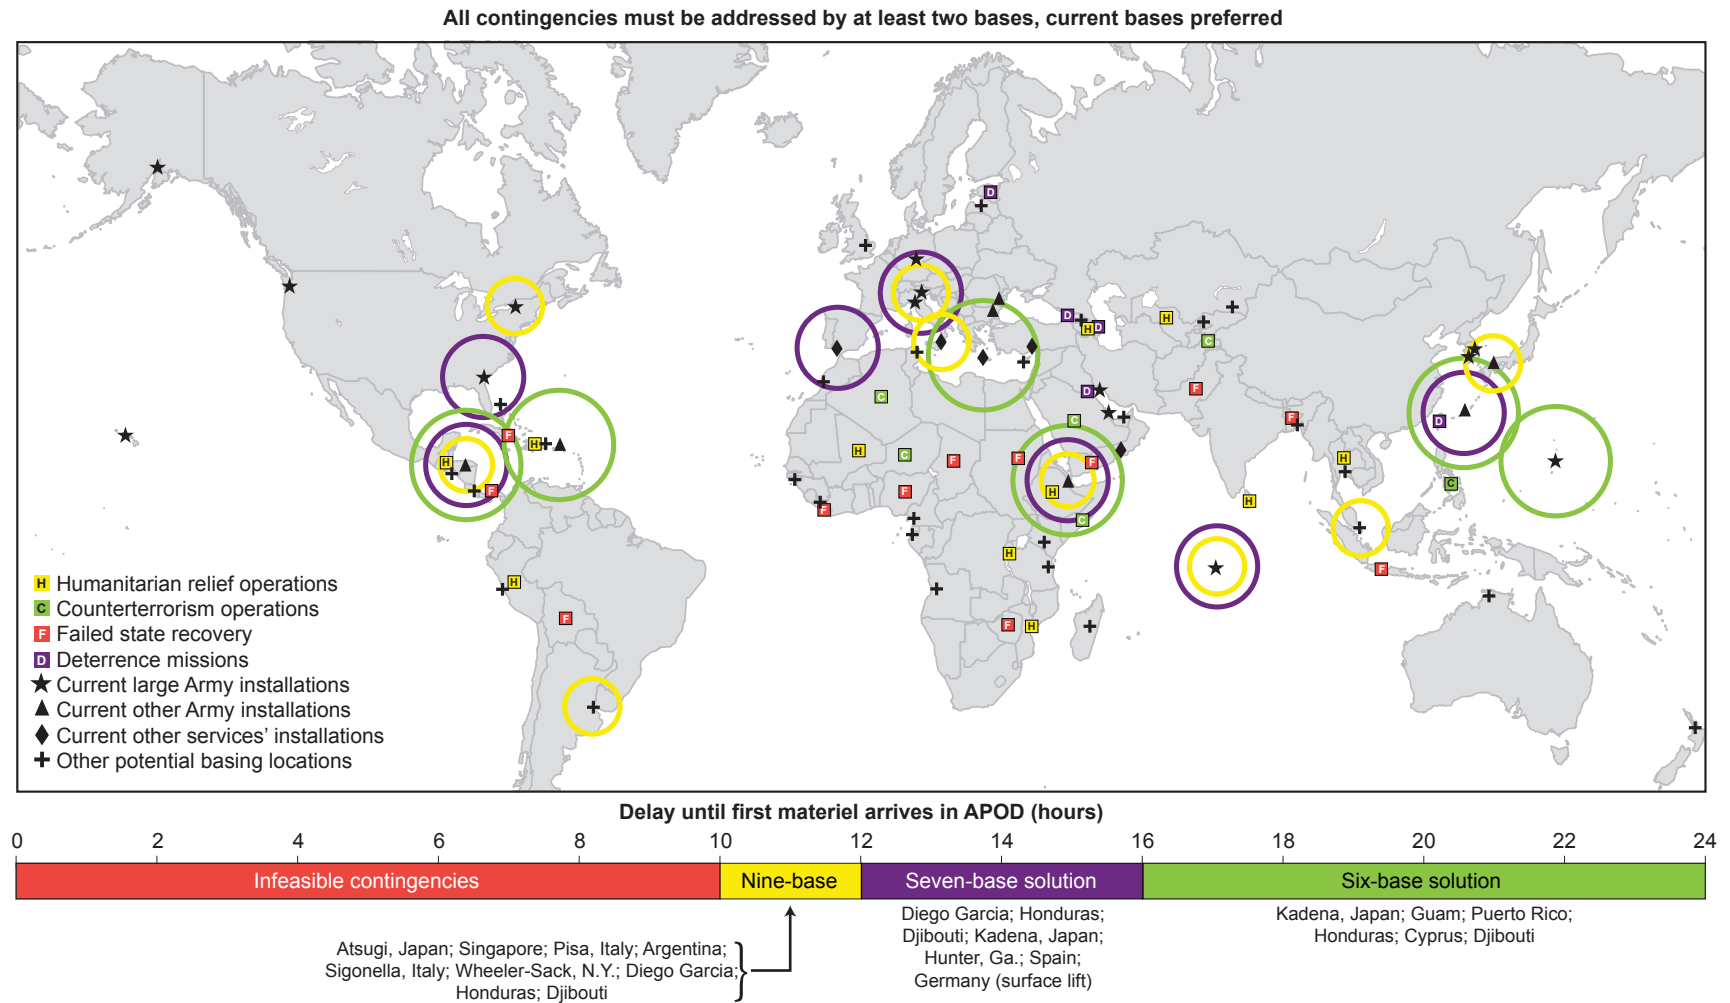 All contingencies must be addressed by at least two bases, current bases preferred
D
D
H
D
H
C
D
F
C
C
F
D
H
F
H
H
C
F
F
F
H
H
C
F
F
H
H
F
C
H
H
F
F
F
H
H Humanitarian relief operations
C Counterterrorism operations
F Failed state recovery
D Deterrence missions
Current large Army installations
Current other Army installations
Current other services’ installations
Other potential basing locations
Delay until first materiel arrives in APOD (hours)
0 2 4 6 8 10 12 14 16 18 20 22 24
Infeasible contingencies Nine-base Seven-base solution Six-base solution
Atsugi, Japan; Singapore; Pisa, Italy; Argentina;
Sigonella, Italy; Wheeler-Sack, N.Y.; Diego Garcia;
Honduras; Djibouti
Diego Garcia; Honduras;
Djibouti; Kadena, Japan;
Hunter, Ga.; Spain;
Germany (surface lift)
Kadena, Japan; Guam; Puerto Rico;
Honduras; Cyprus; Djibouti